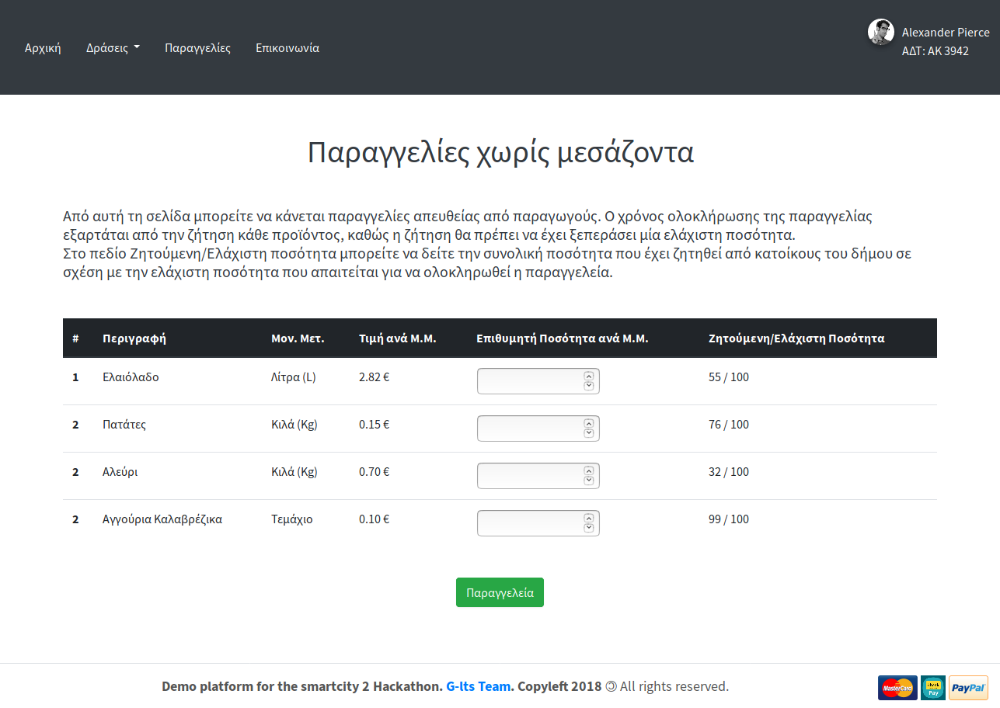 Αρχική Δράσεις Παραγγελίες Επικοινωνία
Alexander Pierce
ΑΔΤ: ΑΚ 3942
Παραγγελίες χωρίς μεσάζοντα
Από αυτή τη σελίδα μπορείτε να κάνεται παραγγελίες απευθείας από παραγωγούς. Ο χρόνος ολοκλήρωσης της παραγγελίας
εξαρτάται από την ζήτηση κάθε προϊόντος, καθώς η ζήτηση θα πρέπει να έχει ξεπεράσει μία ελάχιστη ποσότητα.
Στο πεδίο Ζητούμενη/Ελάχιστη ποσότητα μπορείτε να δείτε την συνολική ποσότητα που έχει ζητηθεί από κατοίκους του δήμου σε
σχέση με την ελάχιστη ποσότητα που απαιτείται για να ολοκληρωθεί η παραγγελεία.
# Περιγραφή Μον. Μετ. Τιμή ανά Μ.Μ. Επιθυμητή Ποσότητα ανά Μ.Μ. Ζητούμενη/Ελάχιστη Ποσότητα
1 Ελαιόλαδο Λίτρα (L) 2.82 € 55 / 100
2 Πατάτες Κιλά (Kg) 0.15 € 76 / 100
2 Αλεύρι Κιλά (Kg) 0.70 € 32 / 100
2 Αγγούρια Καλαβρέζικα Τεμάχιο 0.10 € 99 / 100
Παραγγελεία
Demo platform for the smartcity 2 Hackathon. G-lts Team. Copyleft 2018 🄯 All rights reserved.
MasterCard check Pay PayPal